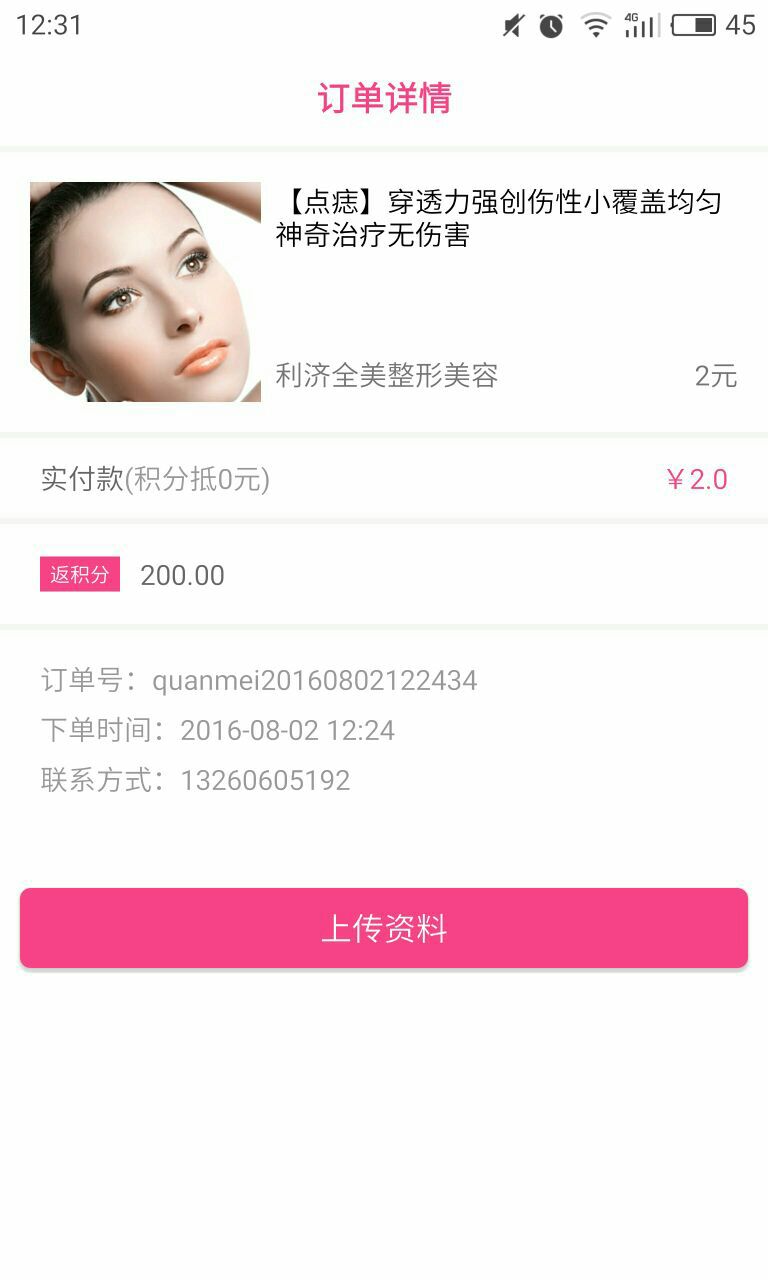 12:31
4G
45
订单详情
【点痣】穿透力强创伤性小覆盖均匀
神奇治疗无伤害
利济全美整形美容 2元
实付款(积分抵0元) ￥2.0
返积分 200.00
订单号：quanmei20160802122434
下单时间：2016-08-02 12:24
联系方式：13260605192
上传资料